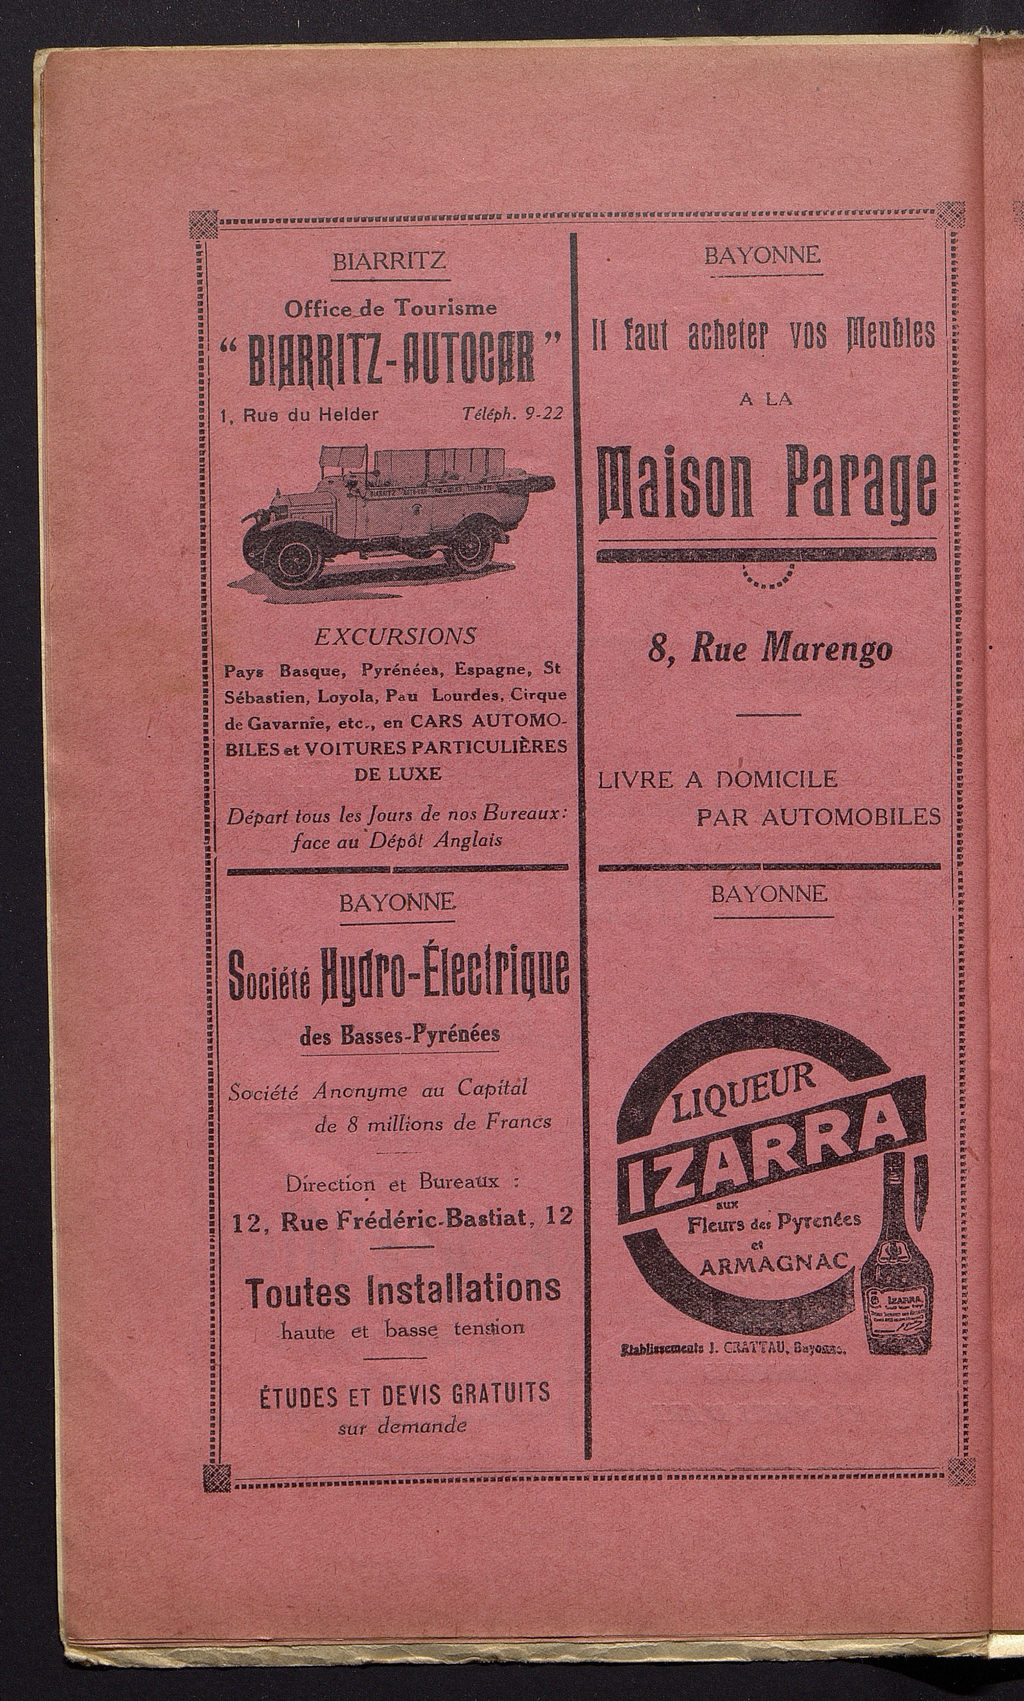 BIARRITZ
Office de Tourisme
“ BIARRITZ-AUTOCAR ”
1, Rue du Helder Téléph. 9-22
EXCURSIONS
Pays Basque, Pyrénées, Espagne, St
Sébastien, Loyola, Pau Lourdes, Cirque
de Gavarnie, etc., en CARS AUTOMO-
BILES et VOITURES PARTICULIÈRES
DE LUXE
Départ tous les Jours de nos Bureaux:
face au Dépôt Anglais
BAYONNE
Société Hydro-Électrique
des Basses-Pyrénées
Société Anonyme au Capital
de 8 millions de Francs
Direction et Bureaux :
12, Rue Frédéric-Bastiat, 12
Toutes Installations
haute et basse tension
ÉTUDES ET DEVIS GRATUITS
sur demande
BAYONNE
Il faut acheter vos Meubles
A LA
Maison Parage
8, Rue Marengo
LIVRE A DOMICILE
PAR AUTOMOBILES
BAYONNE
LIQUEUR
IZARRA
aux
Fleurs des Pyrenées
et
ARMAGNAC
IZARRA
Etablissements J. GRATTAU, Bayonne.